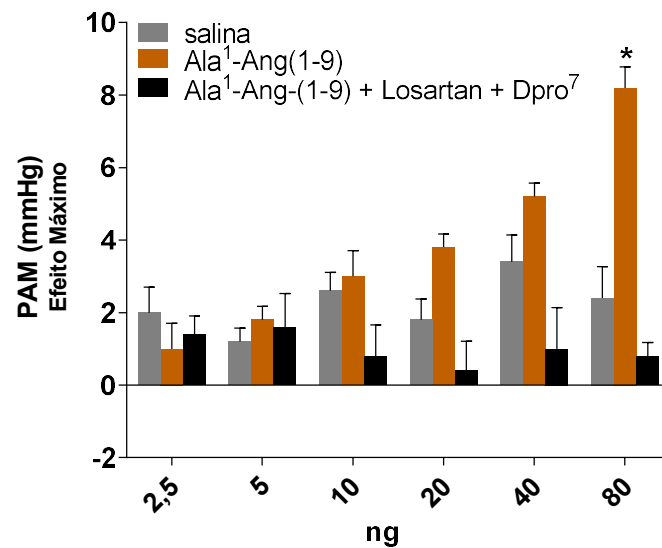 salina
Ala¹-Ang(1-9)
Ala¹-Ang-(1-9) + Losartan + Dpro⁷
*
10
8
6
4
2
0
-2
PAM (mmHg)
Efeito Máximo
2,5
5
10
20
40
80
ng